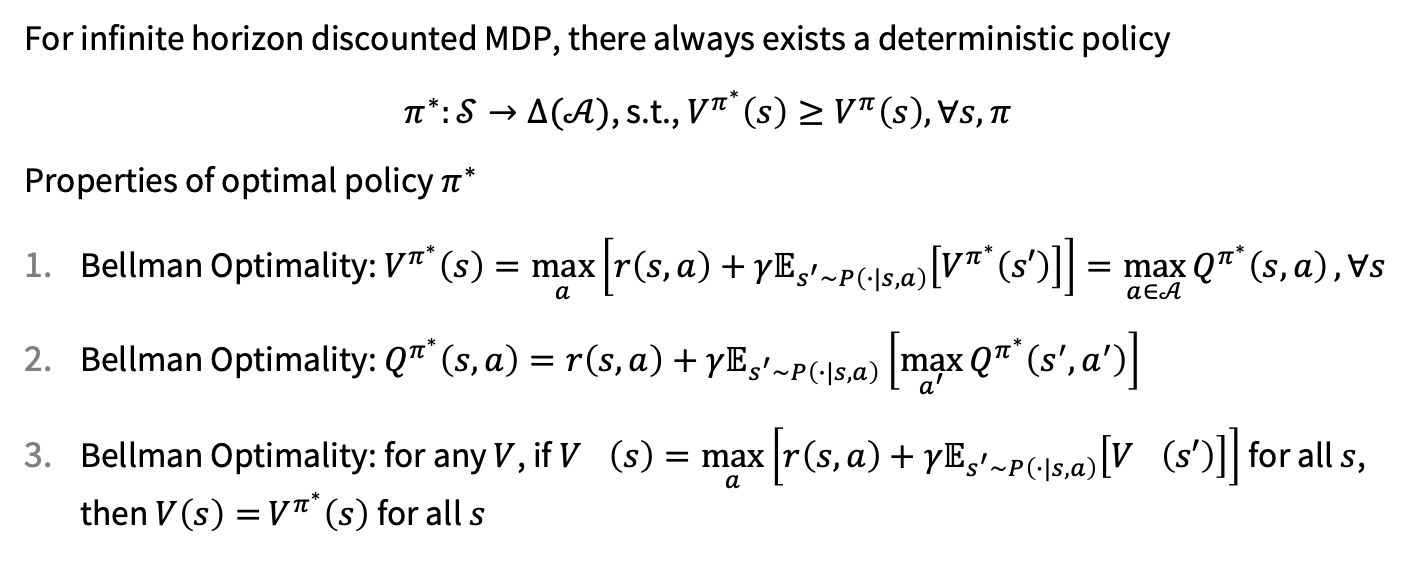 For infinite horizon discounted MDP, there always exists a deterministic policy
π*: 𝒮 → Δ(𝒜), s.t., V^{π*}(s) ≥ V^π(s), ∀s, π
Properties of optimal policy π*
1. Bellman Optimality: V^{π*}(s) = max_a [r(s, a) + γ𝔼_{s′~P(·|s,a)}[V^{π*}(s′)]] = max_{a∈𝒜} Q^{π*}(s, a), ∀s
2. Bellman Optimality: Q^{π*}(s, a) = r(s, a) + γ𝔼_{s′~P(·|s,a)} [max_{a′} Q^{π*}(s′, a′)]
3. Bellman Optimality: for any V, if V (s) = max_a [r(s, a) + γ𝔼_{s′~P(·|s,a)}[V (s′)]] for all s,
then V(s) = V^{π*}(s) for all s